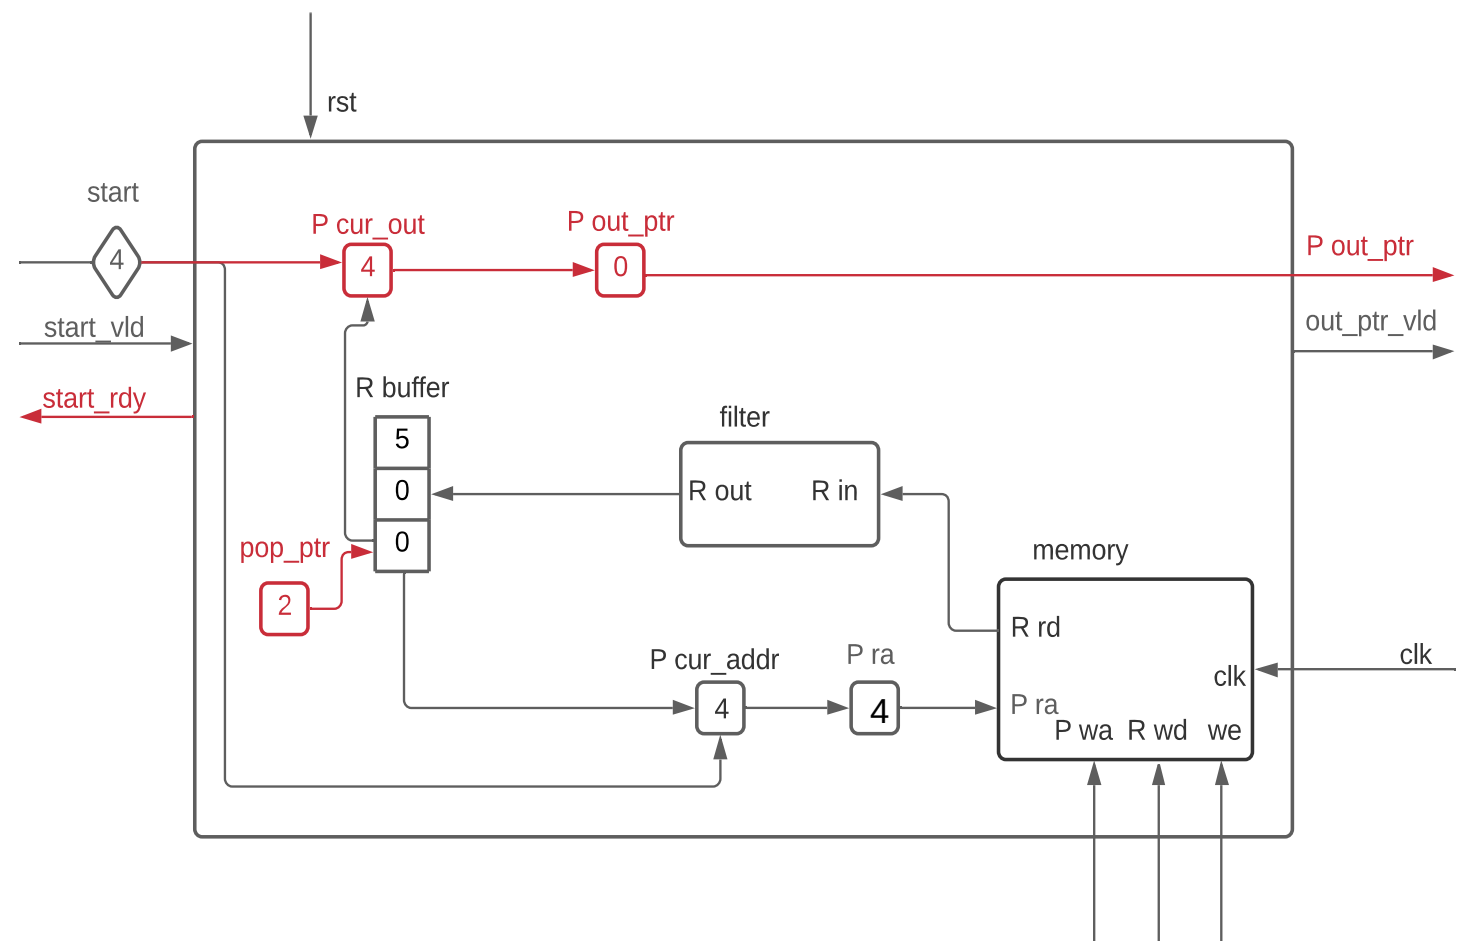 rst
start
4
start_vld
start_rdy
P cur_out
4
P out_ptr
0
P out_ptr
out_ptr_vld
R buffer
5
0
0
pop_ptr
2
filter
R out
R in
memory
R rd
clk
P ra
P wa
R wd
we
clk
P cur_addr
4
P ra
4